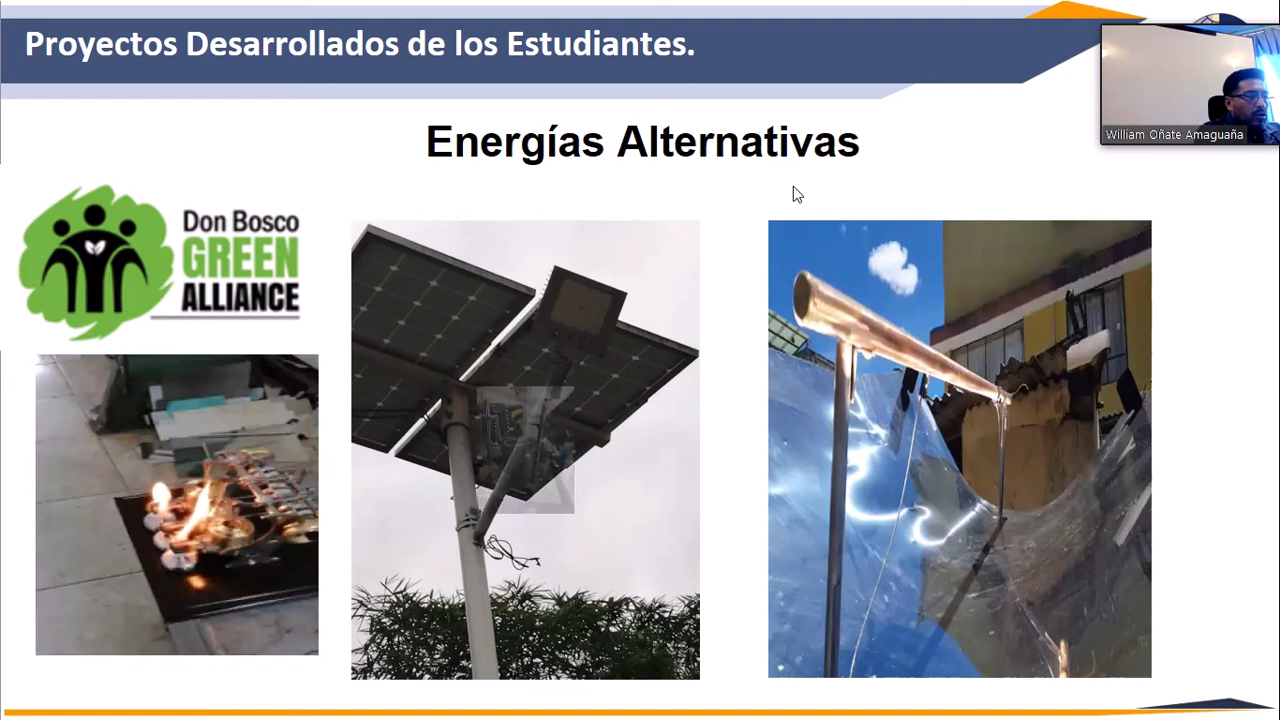 Proyectos Desarrollados de los Estudiantes.
William Oñate Amaguaña
Energías Alternativas
Don Bosco
GREEN
ALLIANCE